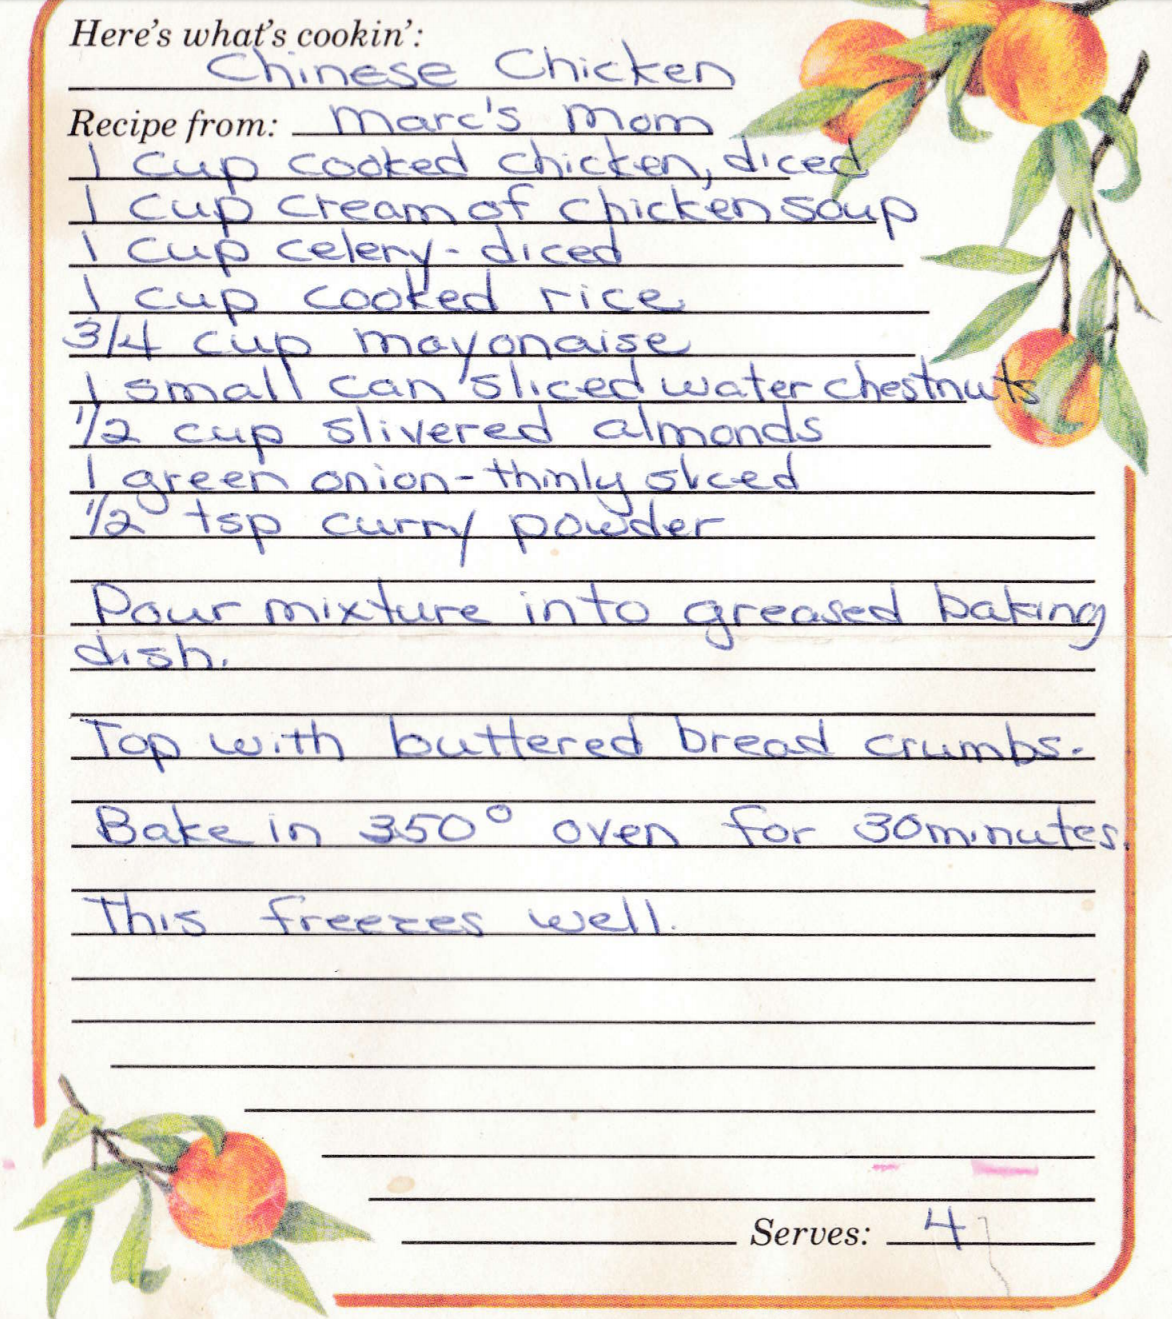 Here's what's cookin':
Chinese Chicken
Recipe from: Marc's Mom
1 cup cooked chicken, diced
1 cup cream of chicken soup
1 cup celery - diced
1 cup cooked rice
3/4 cup mayonaise
1 small can sliced water chestnuts
1/2 cup slivered almonds
1 green onion - thinly sliced
1/2 tsp curry powder
Pour mixture into greased baking
dish.
Top with buttered bread crumbs.
Bake in 350° oven for 30 minutes.
This freezes well.
Serves: 4